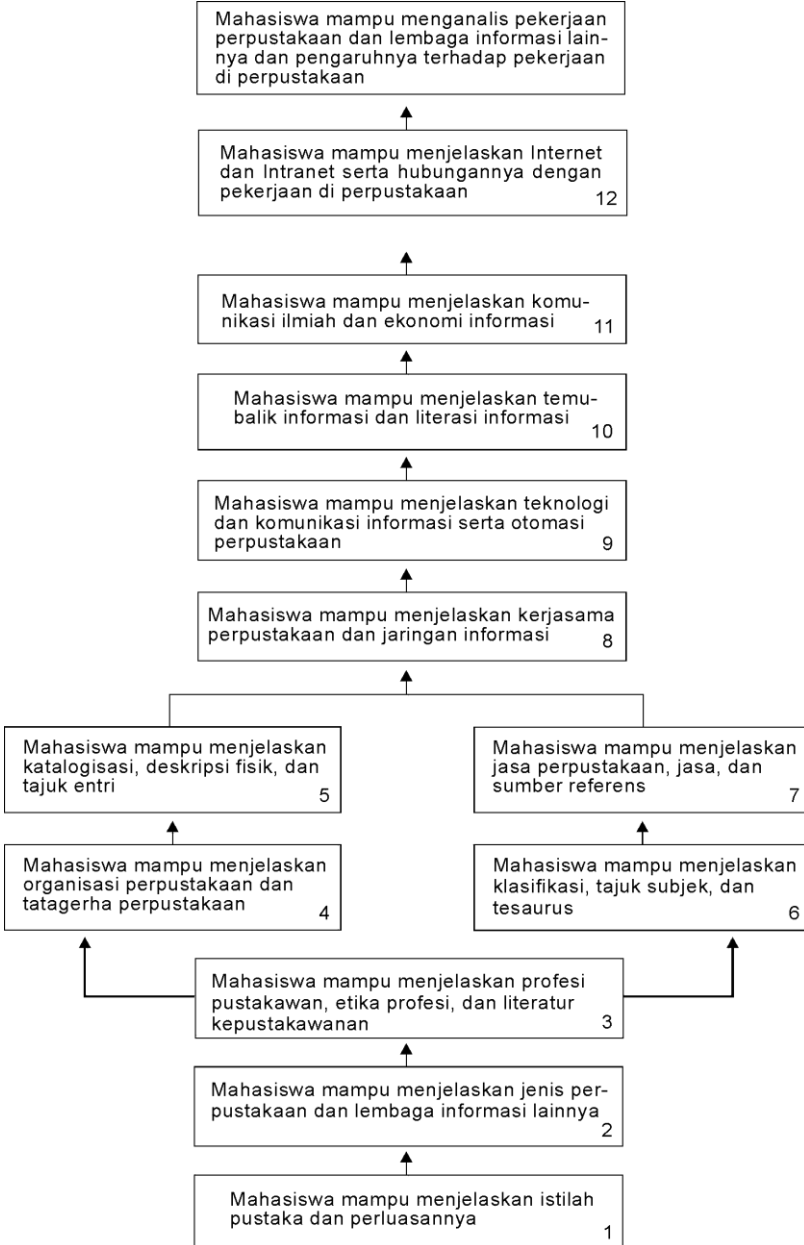 Mahasiswa mampu menganalis pekerjaan
perpustakaan dan lembaga informasi lain-
nya dan pengaruhnya terhadap pekerjaan
di perpustakaan
Mahasiswa mampu menjelaskan Internet
dan Intranet serta hubungannya dengan
pekerjaan di perpustakaan
12
Mahasiswa mampu menjelaskan komu-
nikasi ilmiah dan ekonomi informasi
11
Mahasiswa mampu menjelaskan temu-
balik informasi dan literasi informasi
10
Mahasiswa mampu menjelaskan teknologi
dan komunikasi informasi serta otomasi
perpustakaan
9
Mahasiswa mampu menjelaskan kerjasama
perpustakaan dan jaringan informasi
8
Mahasiswa mampu menjelaskan
katalogisasi, deskripsi fisik, dan
tajuk entri
5
Mahasiswa mampu menjelaskan
jasa perpustakaan, jasa, dan
sumber referens
7
Mahasiswa mampu menjelaskan
organisasi perpustakaan dan
tatagerha perpustakaan
4
Mahasiswa mampu menjelaskan
klasifikasi, tajuk subjek, dan
tesaurus
6
Mahasiswa mampu menjelaskan profesi
pustakawan, etika profesi, dan literatur
kepustakawanan
3
Mahasiswa mampu menjelaskan jenis per-
pustakaan dan lembaga informasi lainnya
2
Mahasiswa mampu menjelaskan istilah
pustaka dan perluasannya
1